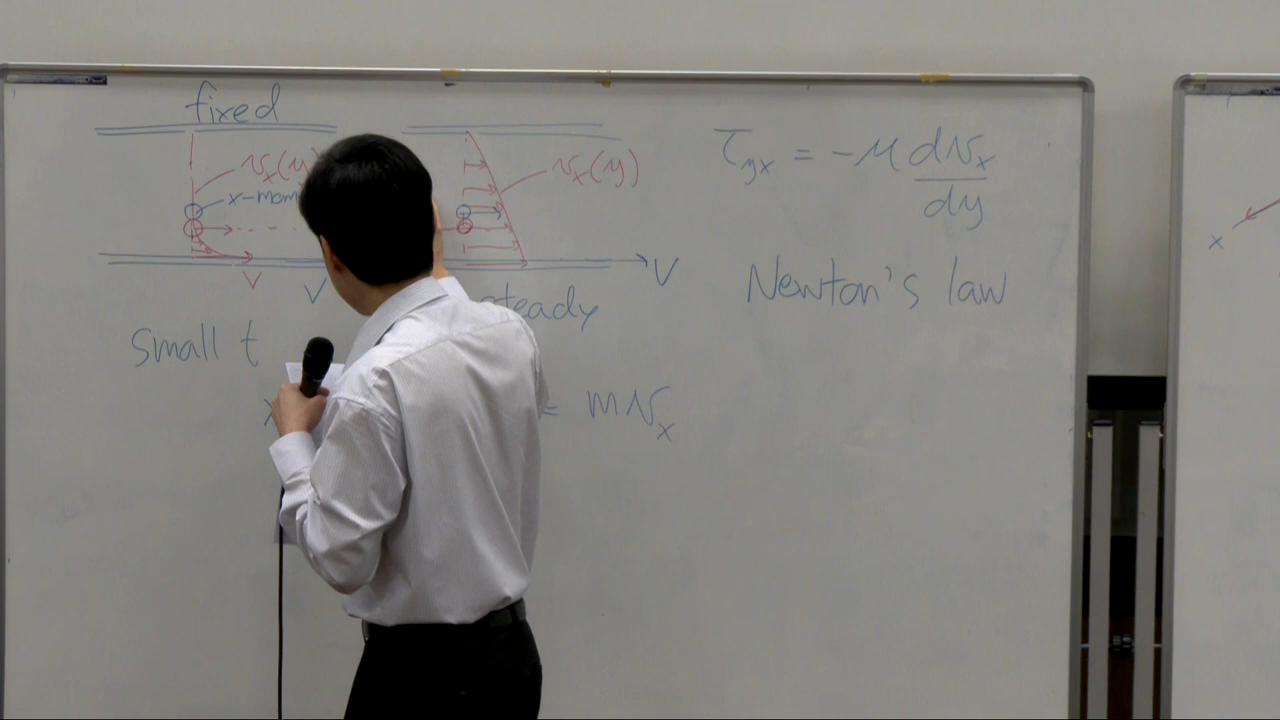 fixed
v_x(y)
v_x(y)
x-mom
V
V
V
steady
small t
= mv_x
τ_yx = -μ dv_x/dy
Newton's law
x